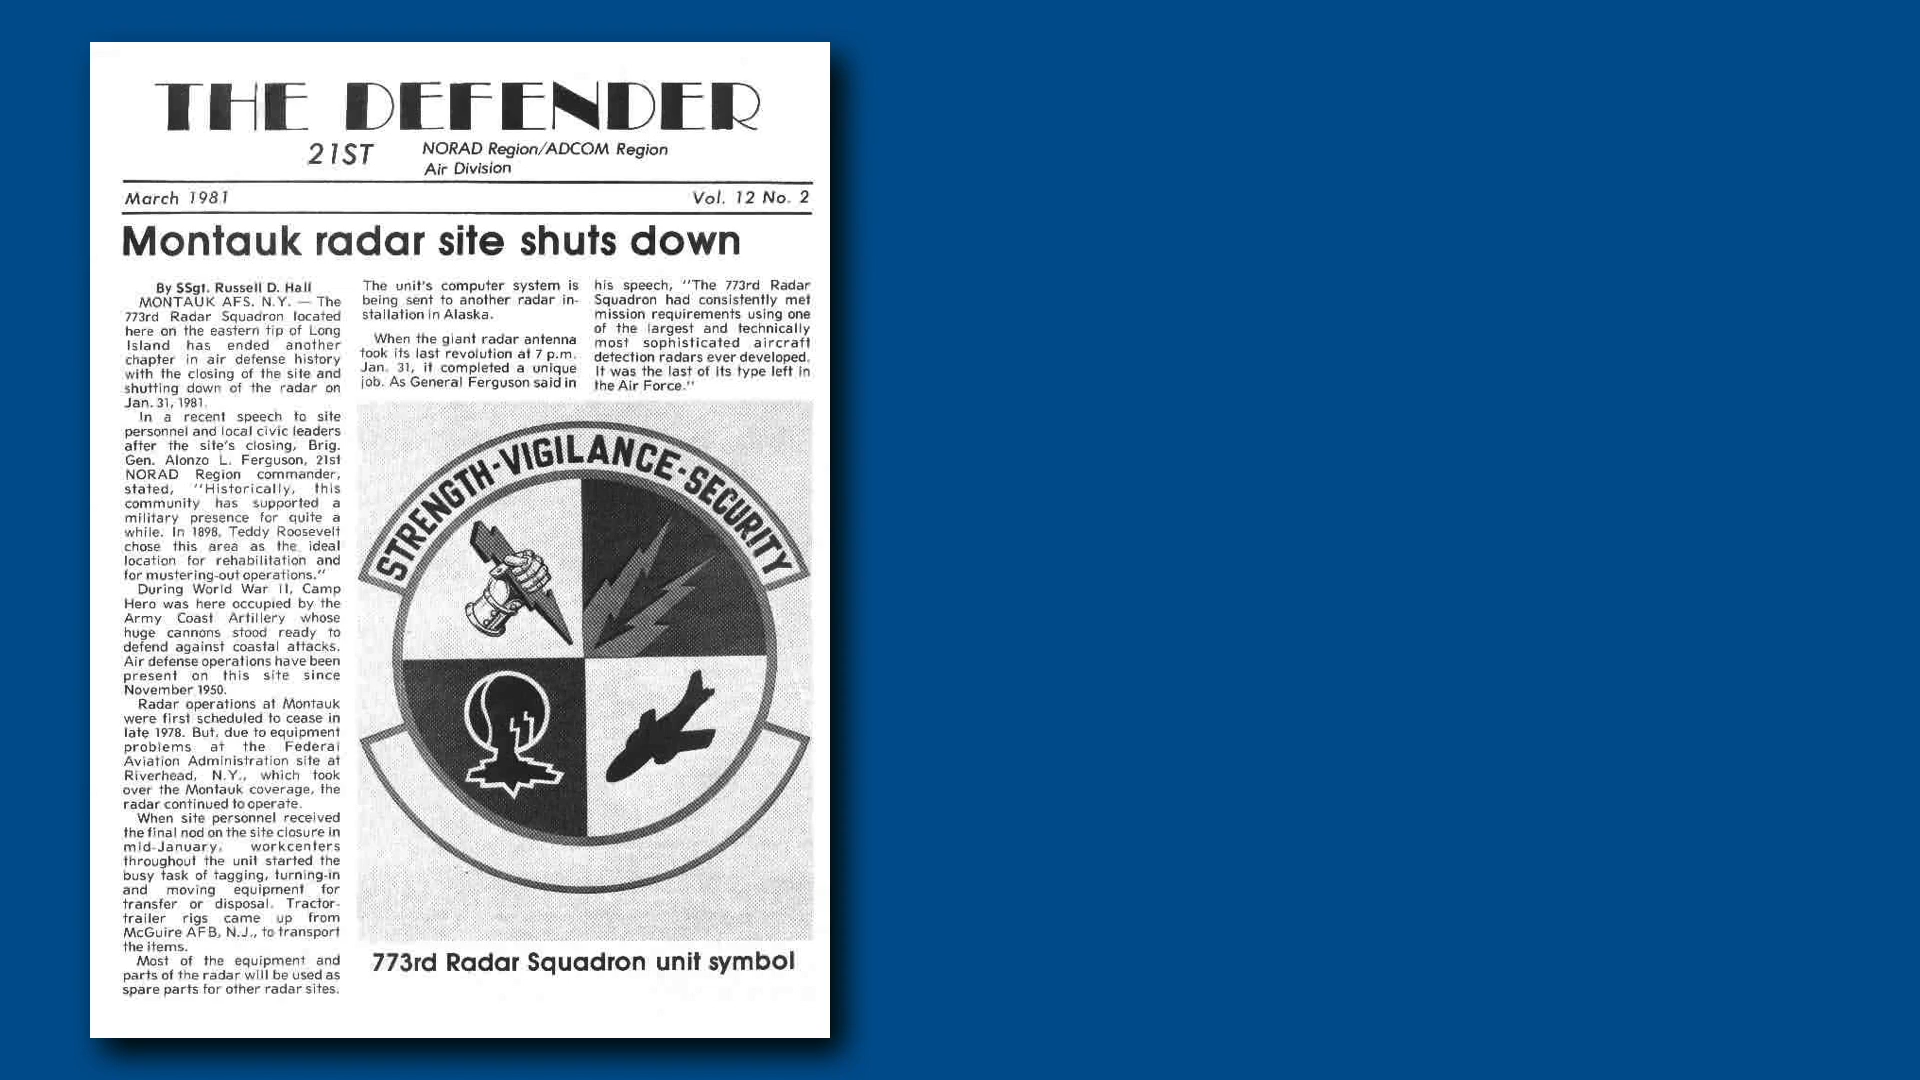 THE DEFENDER
21ST
NORAD Region/ADCOM Region
Air Division
March 1981
Vol. 12 No. 2
Montauk radar site shuts down
By SSgt. Russell D. Hall
MONTAUK AFS. N.Y. — The
773rd Radar Squadron located
here on the eastern tip of Long
Island has ended another
chapter in air defense history
with the closing of the site and
shutting down of the radar on
Jan. 31, 1981.
In a recent speech to site
personnel and local civic leaders
after the site's closing, Brig.
Gen. Alonzo L. Ferguson, 21st
NORAD Region commander,
stated, "Historically, this
community has supported a
military presence for quite a
while. In 1898, Teddy Roosevelt
chose this area as the ideal
location for rehabilitation and
for mustering-out operations."
During World War II, Camp
Hero was here occupied by the
Army Coast Artillery whose
huge cannons stood ready to
defend against coastal attacks.
Air defense operations have been
present on this site since
November 1950.
Radar operations at Montauk
were first scheduled to cease in
late 1978. But, due to equipment
problems at the Federal
Aviation Administration site at
Riverhead, N.Y., which took
over the Montauk coverage, the
radar continued to operate.
When site personnel received
the final nod on the site closure in
mid-January, workcenters
throughout the unit started the
busy task of tagging, turning-in
and moving equipment for
transfer or disposal. Tractor-
trailer rigs came up from
McGuire AFB, N.J., to transport
the items.
Most of the equipment and
parts of the radar will be used as
spare parts for other radar sites.
The unit's computer system is
being sent to another radar in-
stallation in Alaska.
When the giant radar antenna
took its last revolution at 7 p.m.
Jan. 31, it completed a unique
job. As General Ferguson said in
his speech, "The 773rd Radar
Squadron had consistently met
mission requirements using one
of the largest and technically
most sophisticated aircraft
detection radars ever developed.
It was the last of its type left in
the Air Force."
STRENGTH-VIGILANCE-SECURITY
773rd Radar Squadron unit symbol